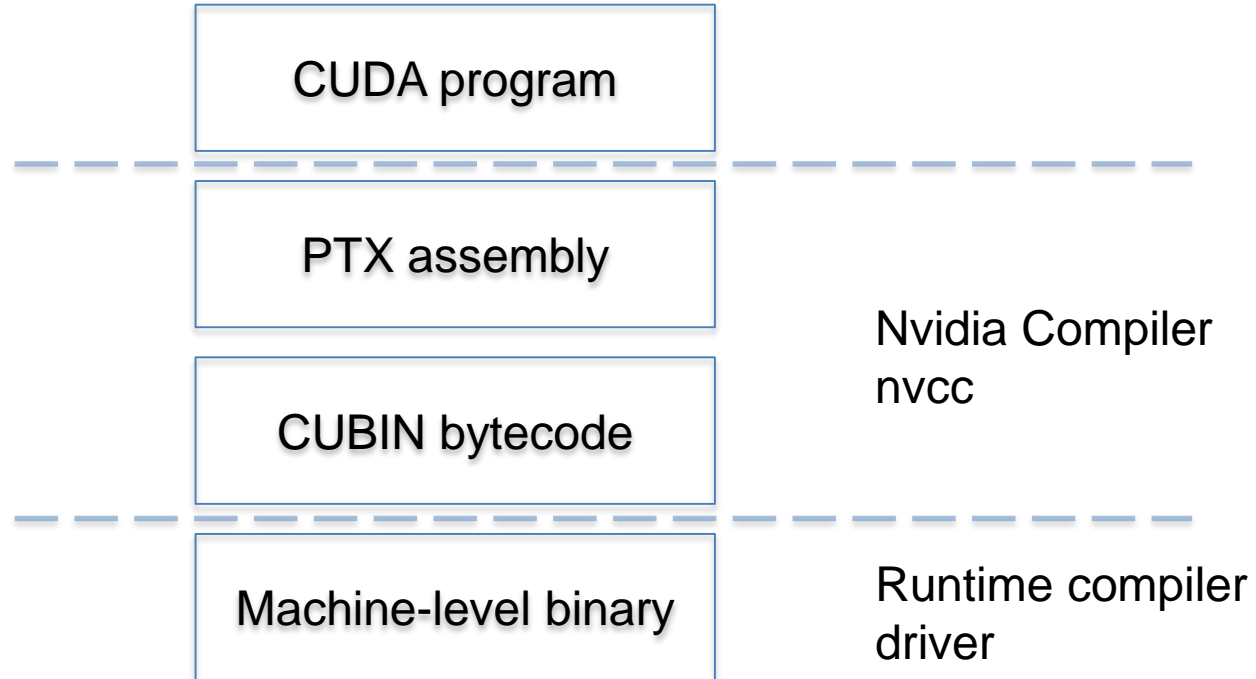 CUDA program
PTX assembly
Nvidia Compiler
nvcc
CUBIN bytecode
Machine-level binary
Runtime compiler
driver